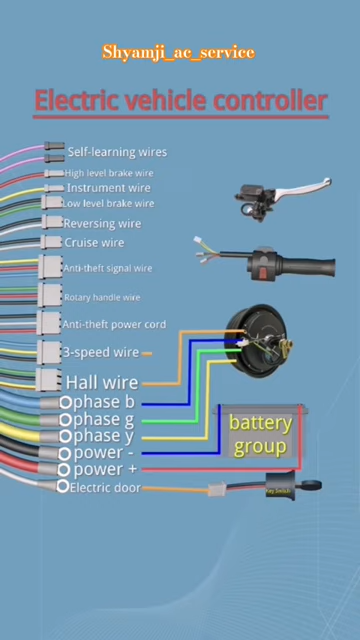 Shyamji_ac_service
Electric vehicle controller
Self-learning wires
High level brake wire
Instrument wire
Low level brake wire
Reversing wire
Cruise wire
Anti-theft signal wire
Rotary handle wire
Anti-theft power cord
3-speed wire
Hall wire
phase b
phase g
phase y
power -
power +
Electric door
battery
group
Key Switch